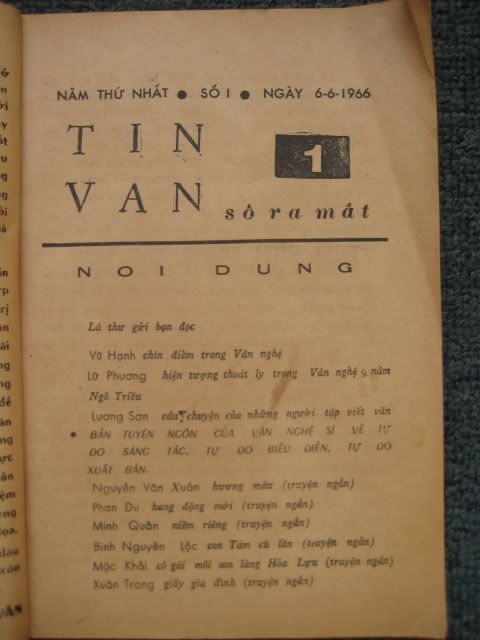 NĂM THỨ NHẤT ● SỐ 1 ● NGÀY 6-6-1966
TIN
1
VAN
số ra mắt
NOI DUNG
Lá thư gửi bạn đọc
Vũ Hạnh chín điểm trong Văn nghệ
Lữ Phương hiện tượng thoát ly trong Văn nghệ 9 năm
Ngô Triều
Lương Sơn câu chuyện của những người tập viết văn
● BẢN TUYÊN NGÔN CỦA VĂN NGHỆ SĨ VỀ TỰ
DO SÁNG TÁC, TỰ DO BIỂU DIỄN, TỰ DO
XUẤT BẢN.
Nguyễn Văn Xuân hương máu (truyện ngắn)
Phan Du hang động mới (truyện ngắn)
Minh Quân niềm riêng (truyện ngắn)
Bình Nguyên Lộc con Tám cù lần (truyện ngắn)
Mặc Khải cô gái môi son làng Hòa Lựu (truyện ngắn)
Xuân Trang giấy gia đình (truyện ngắn)
VĂN